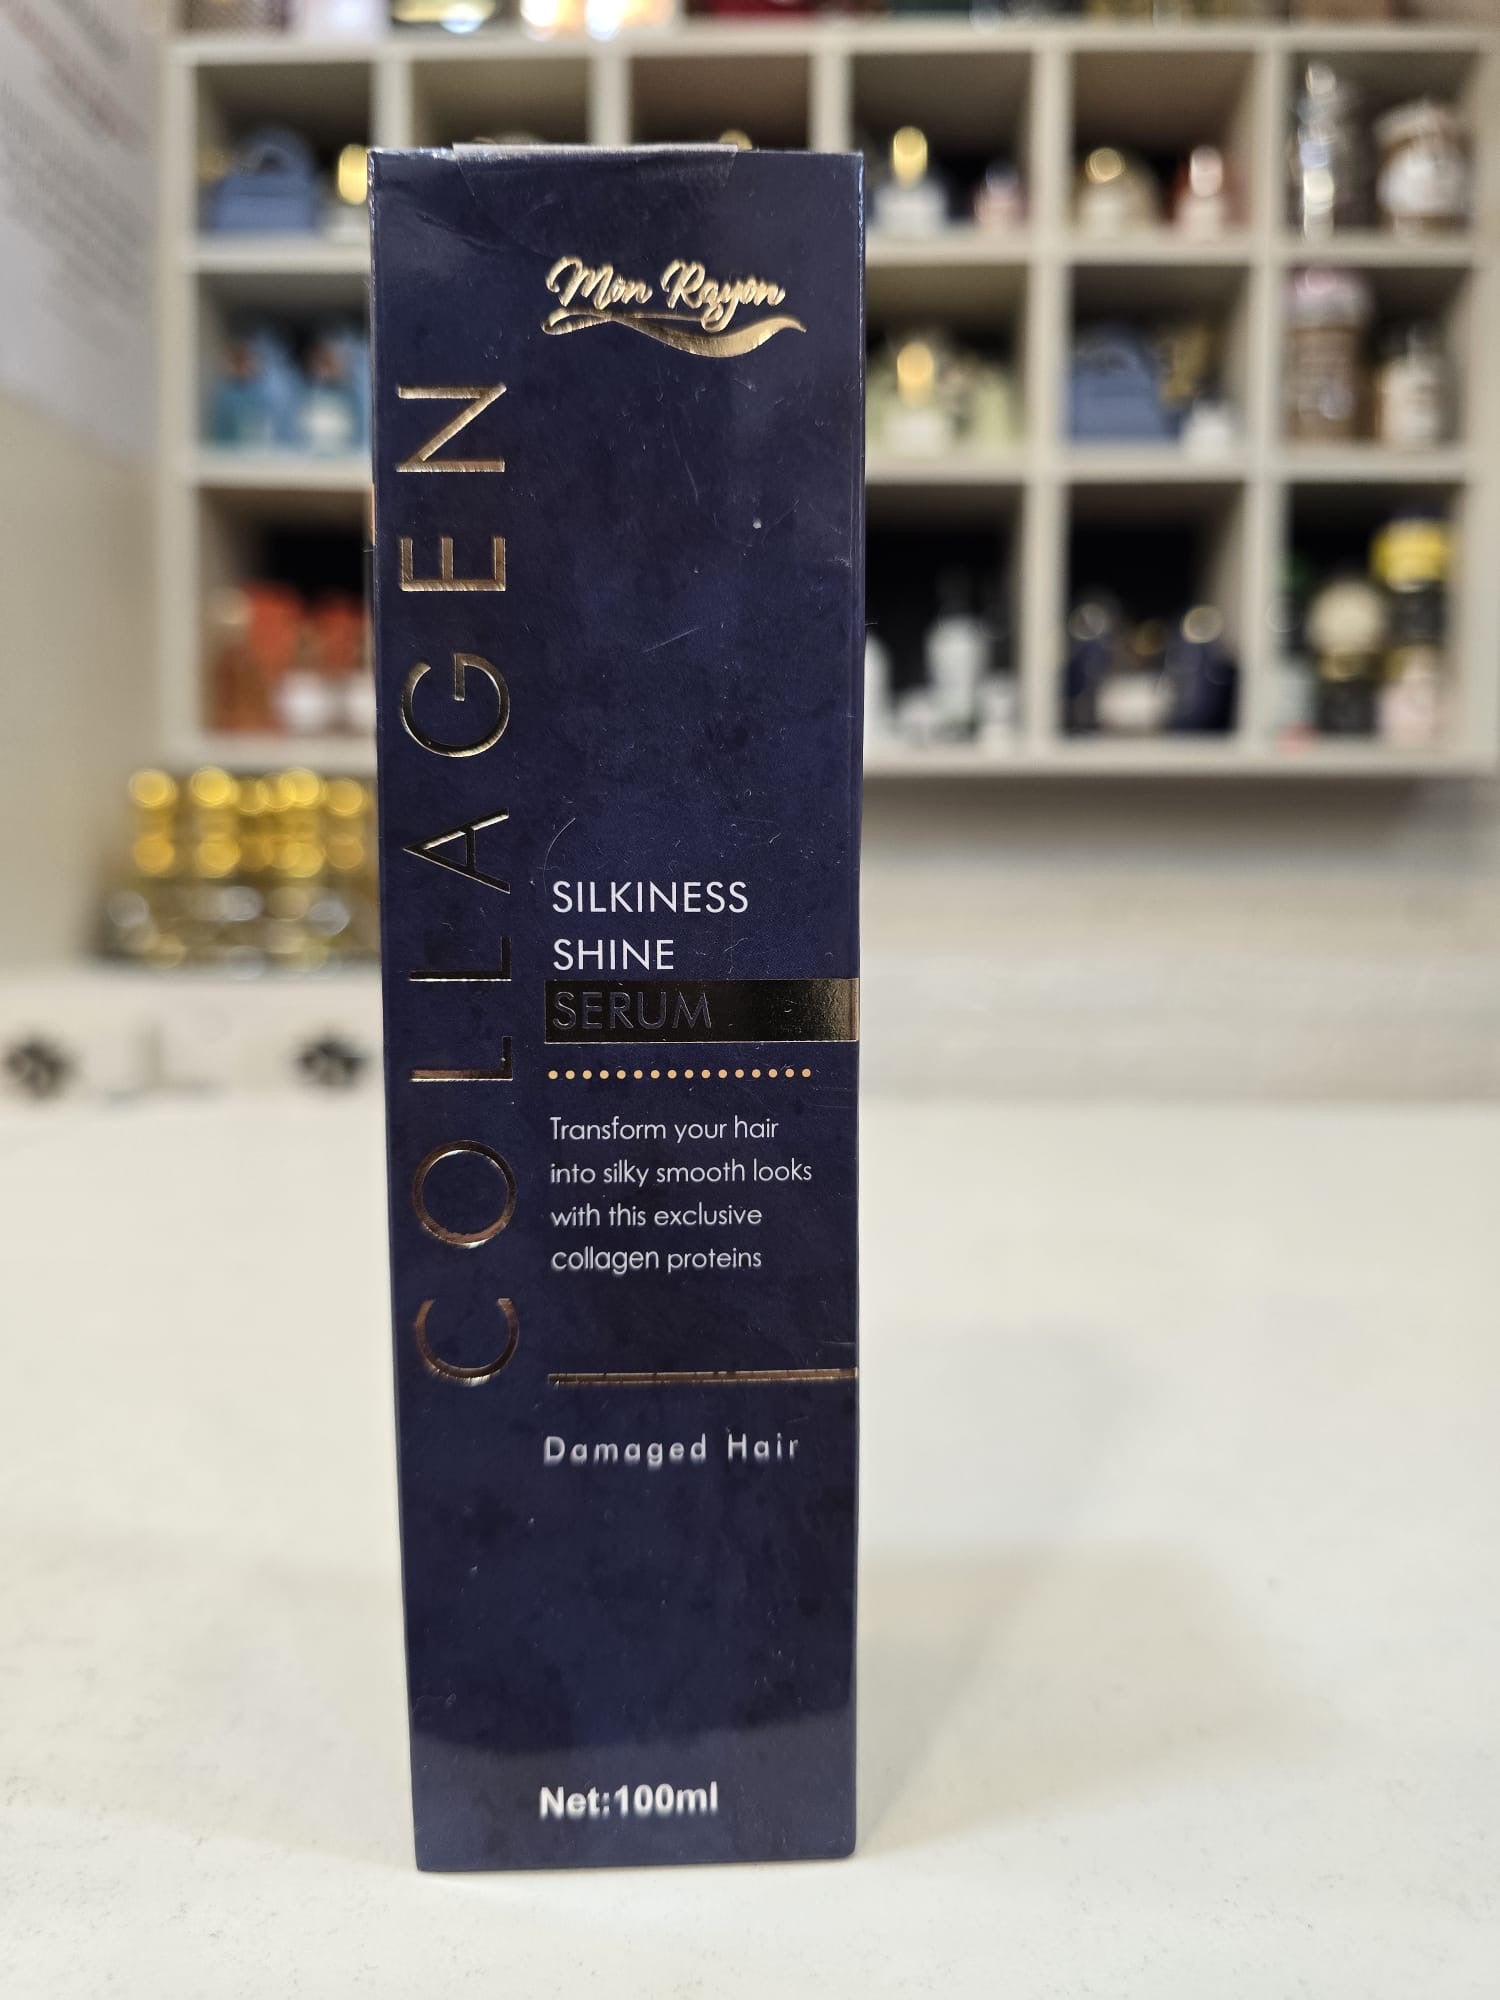 Mon Rayon
COLLAGEN
SILKINESS
SHINE
SERUM
Transform your hair
into silky smooth looks
with this exclusive
collagen proteins
Damaged Hair
Net:100ml